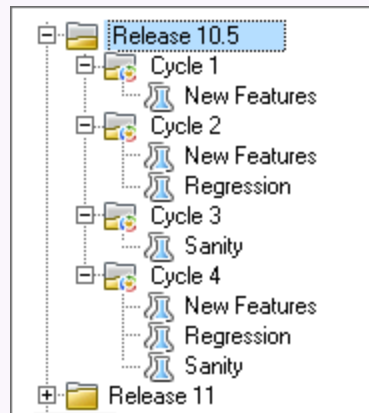 Release 10.5
Cycle 1
New Features
Cycle 2
New Features
Regression
Cycle 3
Sanity
Cycle 4
New Features
Regression
Sanity
Release 11